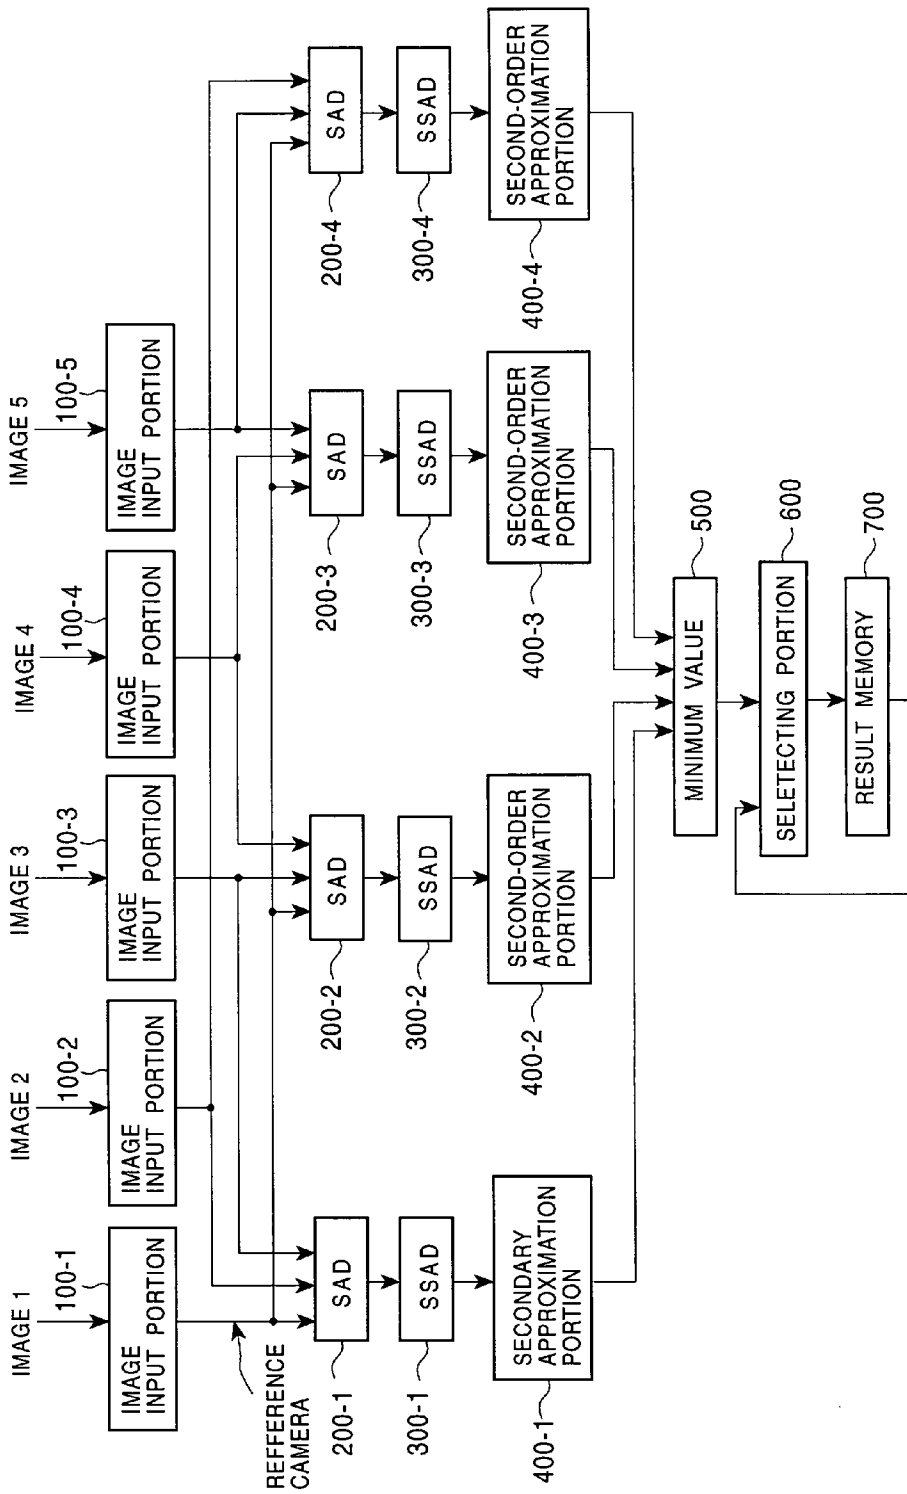 IMAGE 1
IMAGE 2
IMAGE 3
IMAGE 4
IMAGE 5
100-1
100-2
100-3
100-4
100-5
IMAGE
INPUT PORTION
IMAGE
INPUT PORTION
IMAGE
INPUT PORTION
IMAGE
INPUT PORTION
IMAGE
INPUT PORTION
REFFERENCE
CAMERA
SAD
SAD
SAD
SAD
200-1
200-2
200-3
200-4
SSAD
SSAD
SSAD
SSAD
300-1
300-2
300-3
300-4
SECONDARY
APPROXIMATION
PORTION
SECOND-ORDER
APPROXIMATION
PORTION
SECOND-ORDER
APPROXIMATION
PORTION
SECOND-ORDER
APPROXIMATION
PORTION
400-1
400-2
400-3
400-4
MINIMUM VALUE
500
SELETECTING PORTION
600
RESULT MEMORY
700